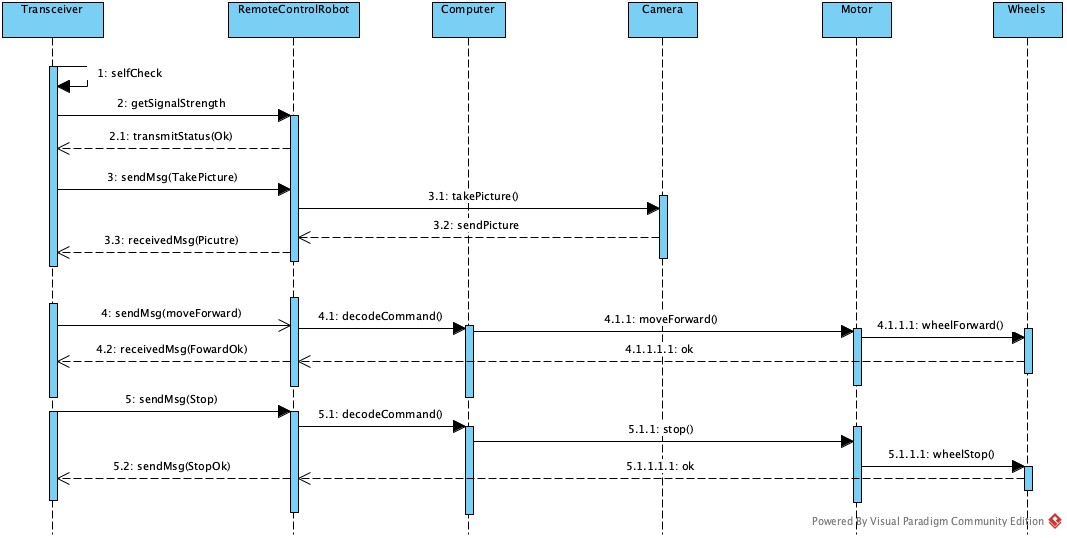 Transceiver
RemoteControlRobot
Computer
Camera
Motor
Wheels
1: selfCheck
2: getSignalStrength
2.1: transmitStatus(Ok)
3: sendMsg(TakePicture)
3.1: takePicture()
3.2: sendPicture
3.3: receivedMsg(Picutre)
4: sendMsg(moveForward)
4.1: decodeCommand()
4.1.1: moveForward()
4.1.1.1: wheelForward()
4.2: receivedMsg(FowardOk)
4.1.1.1.1: ok
5: sendMsg(Stop)
5.1: decodeCommand()
5.1.1: stop()
5.1.1.1: wheelStop()
5.2: sendMsg(StopOk)
5.1.1.1.1: ok
Powered By Visual Paradigm Community Edition